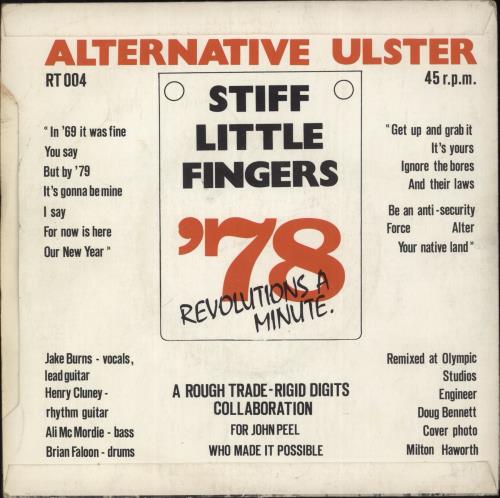 ALTERNATIVE ULSTER
RT 004
45 r.p.m.
STIFF
LITTLE
FINGERS
'78
REVOLUTIONS A
MINUTE.
" In '69 it was fine
You say
But by '79
It's gonna be mine
I say
For now is here
Our New Year "
" Get up and grab it
It's yours
Ignore the bores
And their laws
Be an anti-security
Force Alter
Your native land "
Jake Burns - vocals,
lead guitar
Henry Cluney -
rhythm guitar
Ali Mc Mordie - bass
Brian Faloon - drums
A ROUGH TRADE-RIGID DIGITS
COLLABORATION
FOR JOHN PEEL
WHO MADE IT POSSIBLE
Remixed at Olympic
Studios
Engineer
Doug Bennett
Cover photo
Milton Haworth